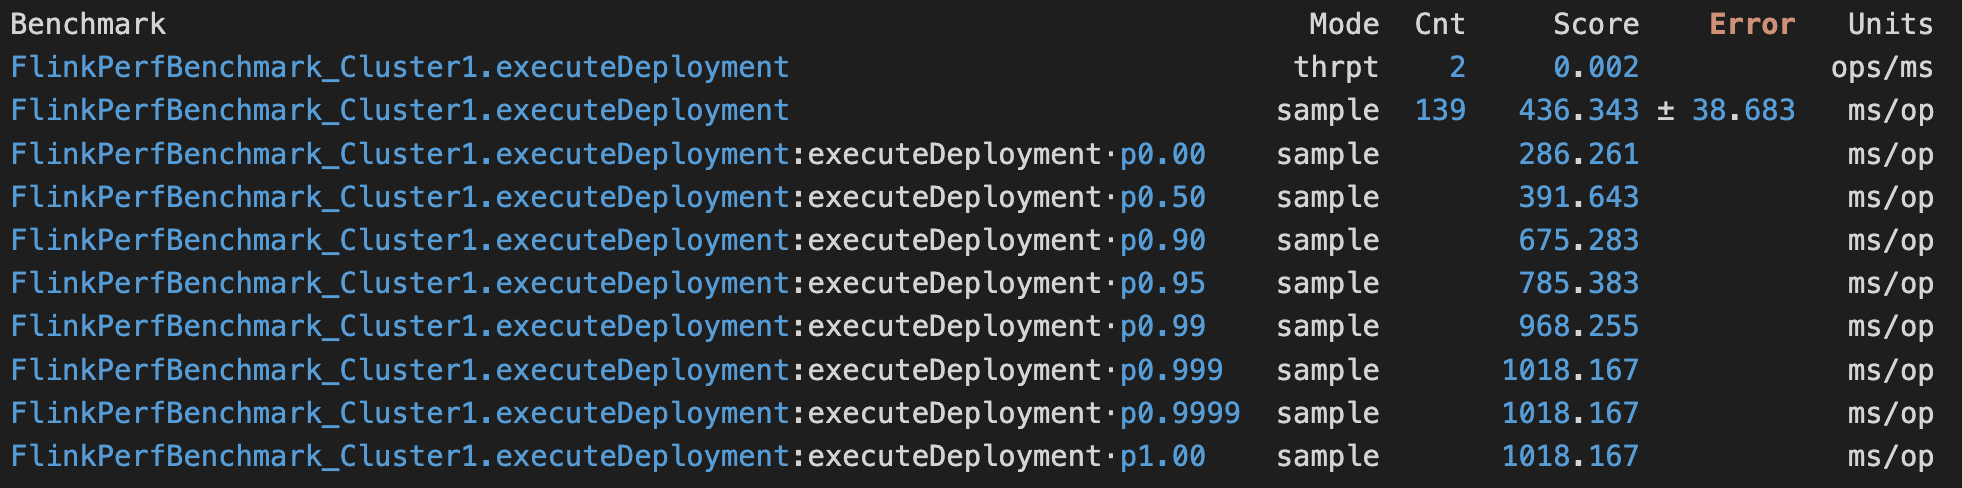 Benchmark Mode Cnt Score Error Units
FlinkPerfBenchmark_Cluster1.executeDeployment thrpt 2 0.002 ops/ms
FlinkPerfBenchmark_Cluster1.executeDeployment sample 139 436.343 ± 38.683 ms/op
FlinkPerfBenchmark_Cluster1.executeDeployment:executeDeployment·p0.00 sample 286.261 ms/op
FlinkPerfBenchmark_Cluster1.executeDeployment:executeDeployment·p0.50 sample 391.643 ms/op
FlinkPerfBenchmark_Cluster1.executeDeployment:executeDeployment·p0.90 sample 675.283 ms/op
FlinkPerfBenchmark_Cluster1.executeDeployment:executeDeployment·p0.95 sample 785.383 ms/op
FlinkPerfBenchmark_Cluster1.executeDeployment:executeDeployment·p0.99 sample 968.255 ms/op
FlinkPerfBenchmark_Cluster1.executeDeployment:executeDeployment·p0.999 sample 1018.167 ms/op
FlinkPerfBenchmark_Cluster1.executeDeployment:executeDeployment·p0.9999 sample 1018.167 ms/op
FlinkPerfBenchmark_Cluster1.executeDeployment:executeDeployment·p1.00 sample 1018.167 ms/op